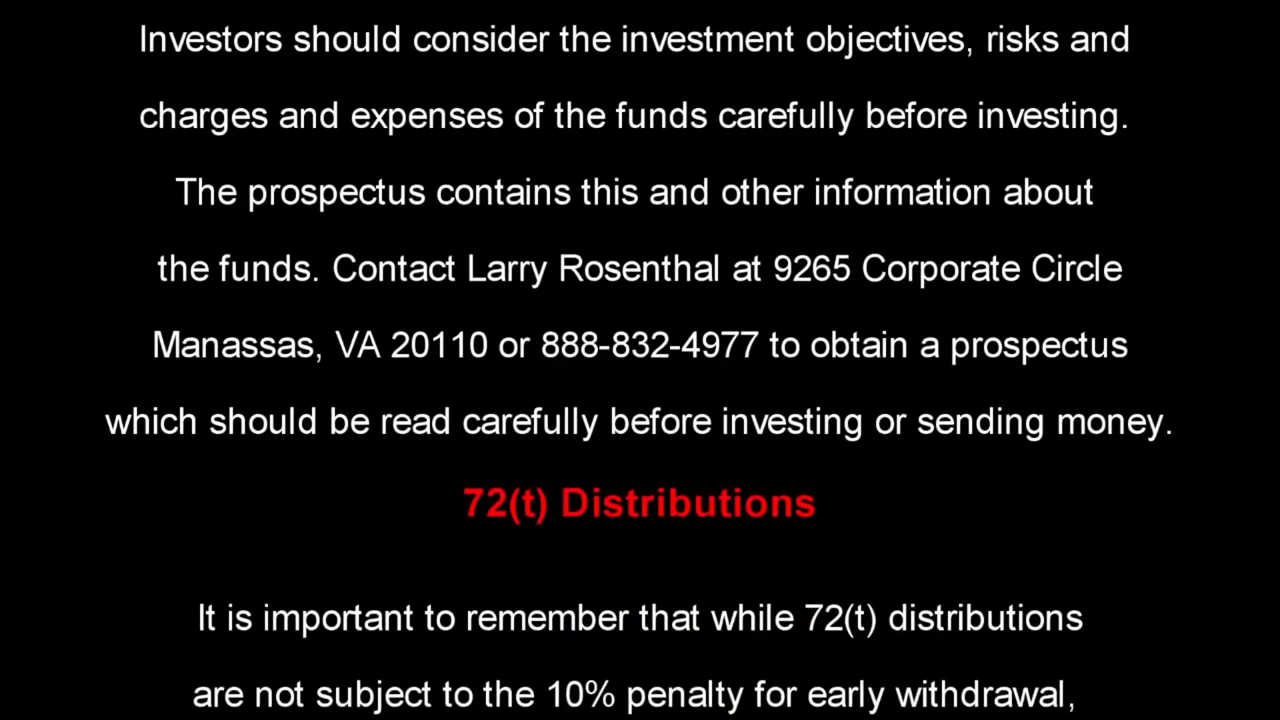 Investors should consider the investment objectives, risks and
charges and expenses of the funds carefully before investing.
The prospectus contains this and other information about
the funds. Contact Larry Rosenthal at 9265 Corporate Circle
Manassas, VA 20110 or 888-832-4977 to obtain a prospectus
which should be read carefully before investing or sending money.
72(t) Distributions
It is important to remember that while 72(t) distributions
are not subject to the 10% penalty for early withdrawal,